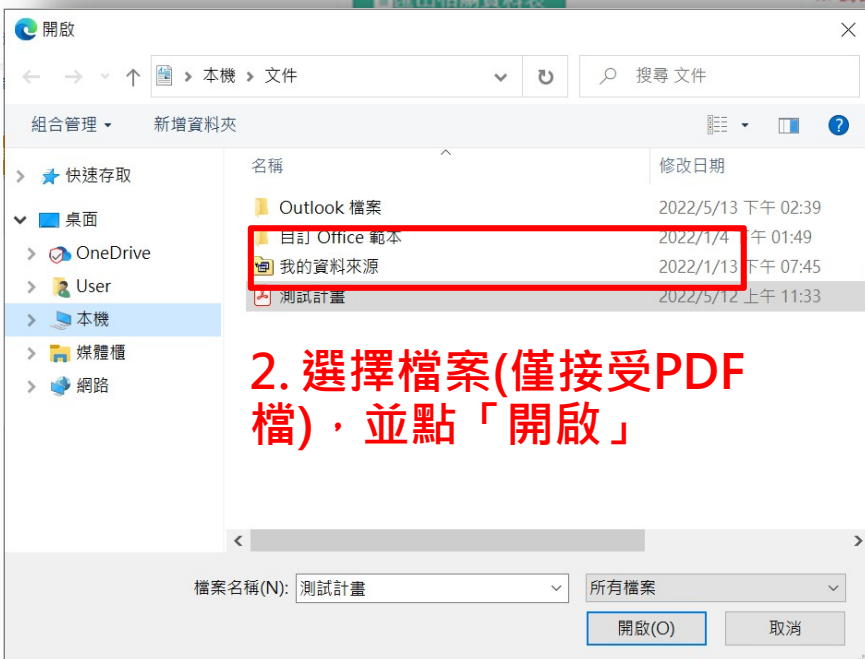 開啟
本機 > 文件
搜尋 文件
組合管理
新增資料夾
名稱
修改日期
快速存取
桌面
OneDrive
User
本機
媒體櫃
網路
Outlook 檔案
2022/5/13 下午 02:39
自訂 Office 範本
2022/1/4 下午 01:49
我的資料來源
2022/1/13 下午 07:45
測試計畫
2022/5/12 上午 11:33
2. 選擇檔案(僅接受PDF
檔)，並點「開啟」
檔案名稱(N):
測試計畫
所有檔案
開啟(O)
取消